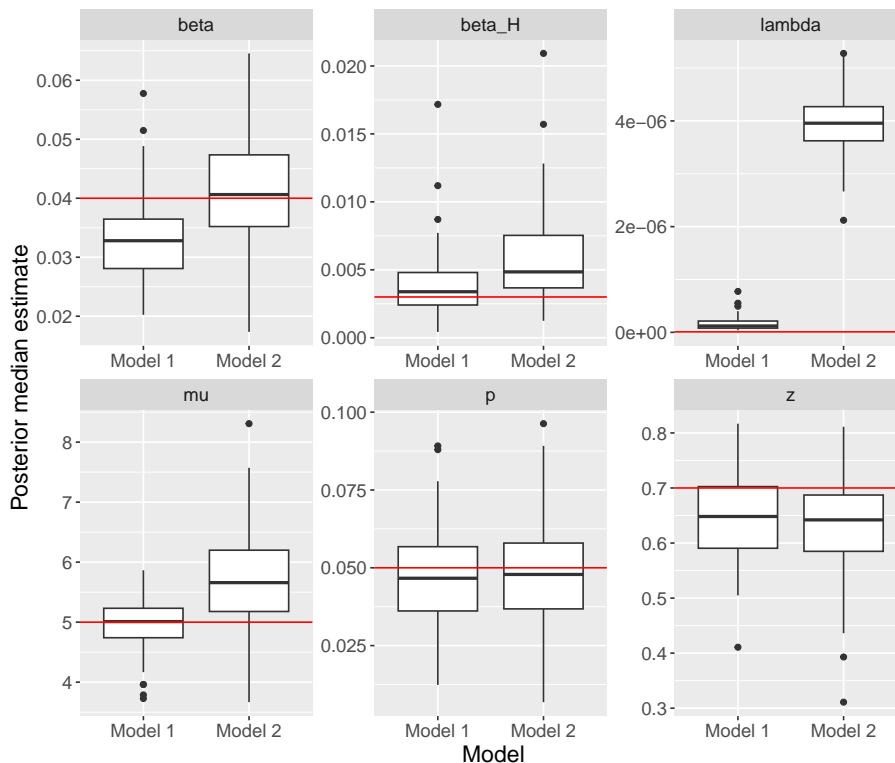 beta
beta_H
lambda
0.06
0.05
0.04
0.03
0.02
0.020
0.015
0.010
0.005
0.000
4e−06
2e−06
0e+00
Model 1
Model 2
Model 1
Model 2
Model 1
Model 2
mu
p
z
8
7
6
5
4
0.100
0.075
0.050
0.025
0.8
0.7
0.6
0.5
0.4
0.3
Model 1
Model 2
Model 1
Model 2
Model 1
Model 2
Posterior median estimate
Model